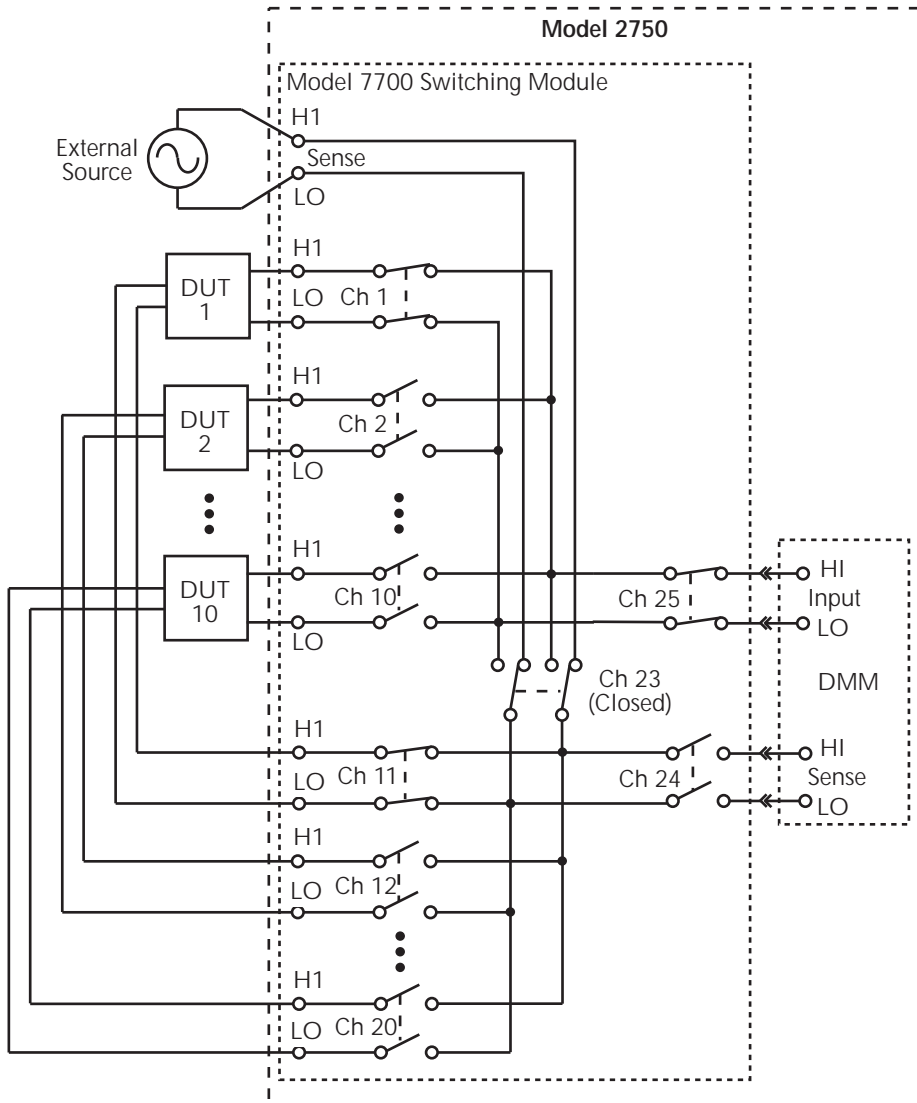 Model 2750
Model 7700 Switching Module
H1
External
Source
Sense
LO
H1
DUT
1
LO Ch 1
H1
DUT
2
Ch 2
LO
H1
DUT
10
Ch 10
LO
Ch 25
HI
Input
LO
Ch 23
(Closed)
DMM
H1
LO Ch 11
Ch 24
HI
Sense
LO
H1
LO Ch 12
H1
LO Ch 20